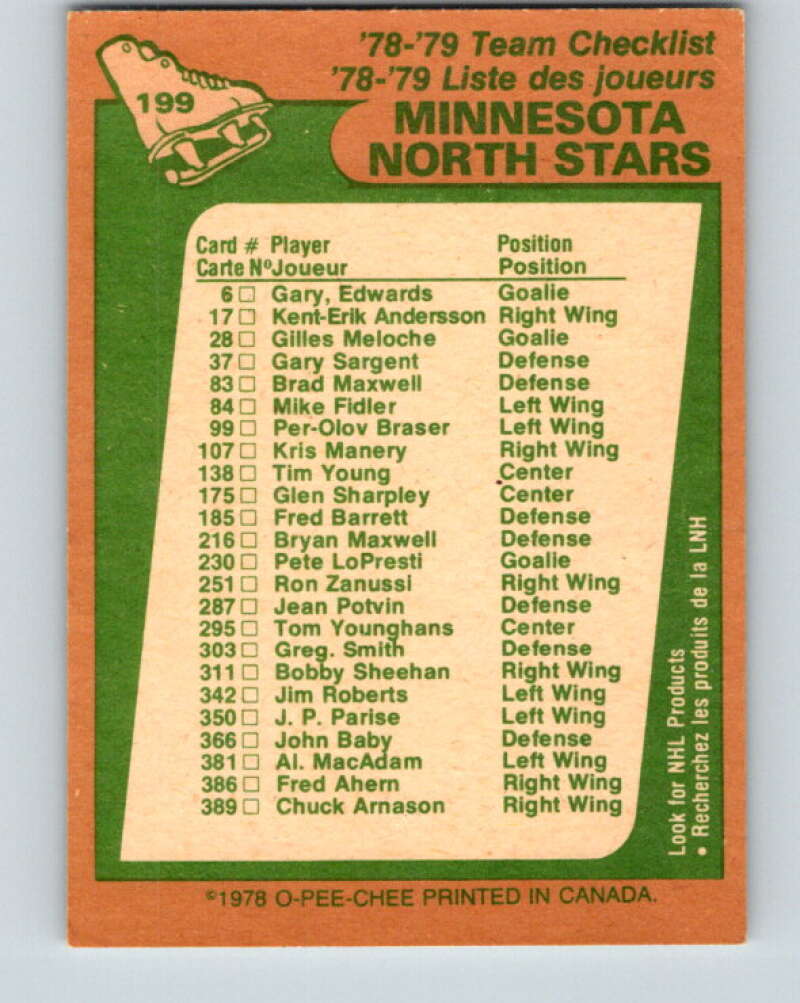 199
'78-'79 Team Checklist
'78-'79 Liste des joueurs
MINNESOTA
NORTH STARS
Card # Player Position
Carte Nº Joueur Position
6 □ Gary, Edwards Goalie
17 □ Kent-Erik Andersson Right Wing
28 □ Gilles Meloche Goalie
37 □ Gary Sargent Defense
83 □ Brad Maxwell Defense
84 □ Mike Fidler Left Wing
99 □ Per-Olov Braser Left Wing
107 □ Kris Manery Right Wing
138 □ Tim Young Center
175 □ Glen Sharpley Center
185 □ Fred Barrett Defense
216 □ Bryan Maxwell Defense
230 □ Pete LoPresti Goalie
251 □ Ron Zanussi Right Wing
287 □ Jean Potvin Defense
295 □ Tom Younghans Center
303 □ Greg. Smith Defense
311 □ Bobby Sheehan Right Wing
342 □ Jim Roberts Left Wing
350 □ J. P. Parise Left Wing
366 □ John Baby Defense
381 □ Al. MacAdam Left Wing
386 □ Fred Ahern Right Wing
389 □ Chuck Arnason Right Wing
Look for NHL Products
• Recherchez les produits de la LNH
©1978 O-PEE-CHEE PRINTED IN CANADA.